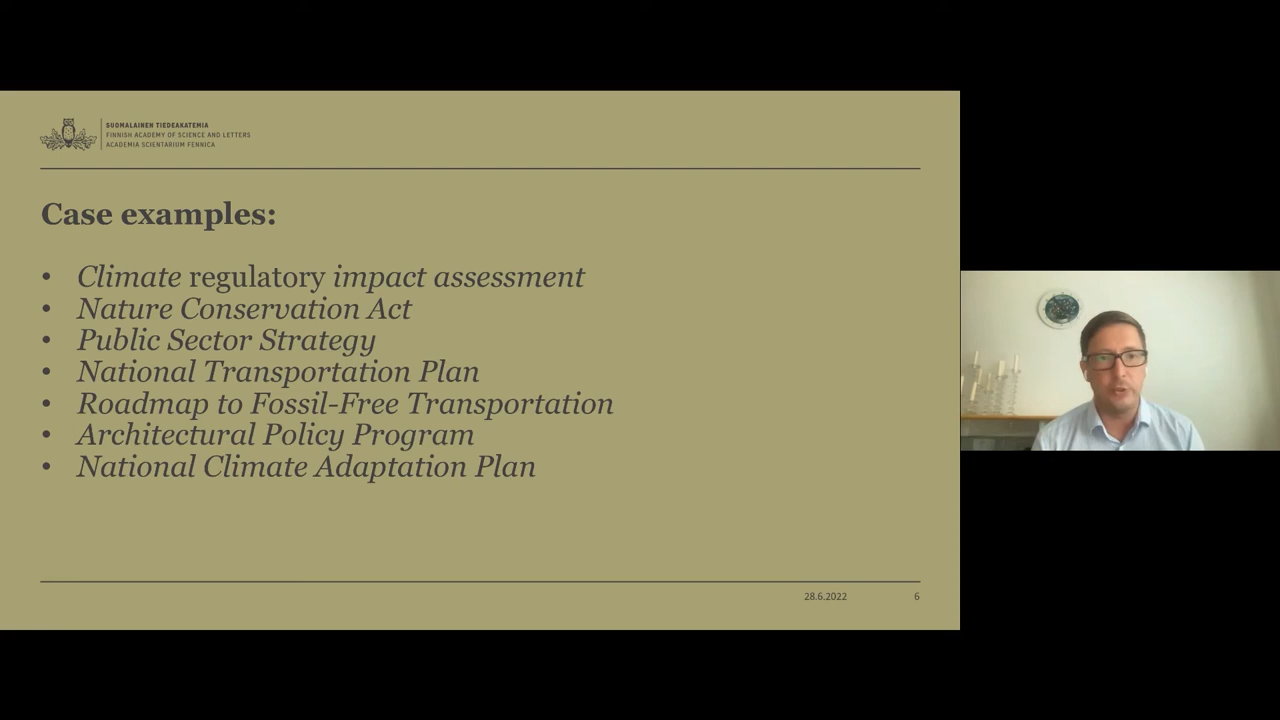 SUOMALAINEN TIEDEAKATEMIA
FINNISH ACADEMY OF SCIENCE AND LETTERS
ACADEMIA SCIENTIARUM FENNICA
Case examples:
• Climate regulatory impact assessment
• Nature Conservation Act
• Public Sector Strategy
• National Transportation Plan
• Roadmap to Fossil-Free Transportation
• Architectural Policy Program
• National Climate Adaptation Plan
28.6.2022 6